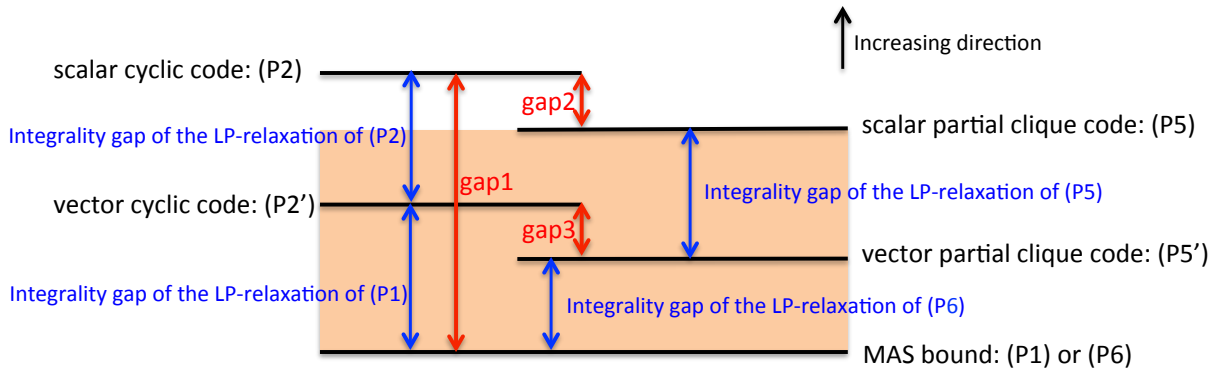 Increasing direction
scalar cyclic code: (P2)
gap2
scalar partial clique code: (P5)
Integrality gap of the LP-relaxation of (P2)
gap1
Integrality gap of the LP-relaxation of (P5)
vector cyclic code: (P2')
gap3
vector partial clique code: (P5')
Integrality gap of the LP-relaxation of (P1)
Integrality gap of the LP-relaxation of (P6)
MAS bound: (P1) or (P6)